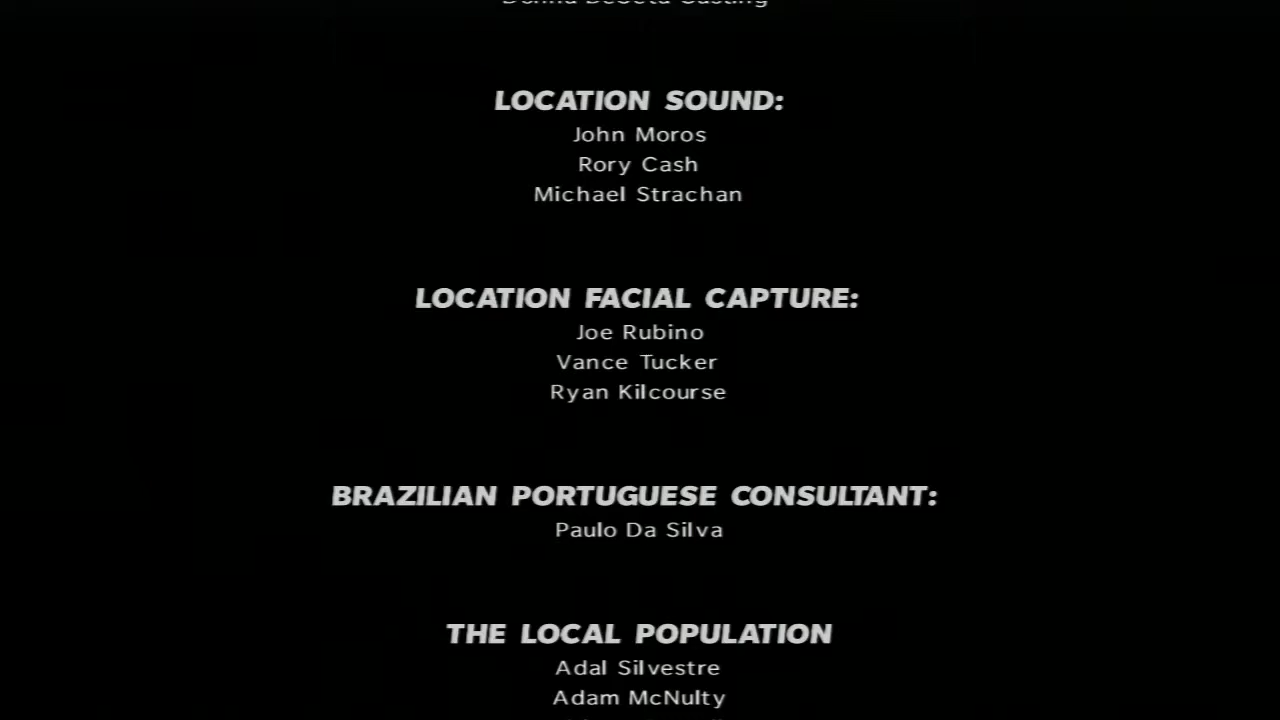 LOCATION SOUND:
John Moros
Rory Cash
Michael Strachan
LOCATION FACIAL CAPTURE:
Joe Rubino
Vance Tucker
Ryan Kilcourse
BRAZILIAN PORTUGUESE CONSULTANT:
Paulo Da Silva
THE LOCAL POPULATION
Adal Silvestre
Adam McNulty